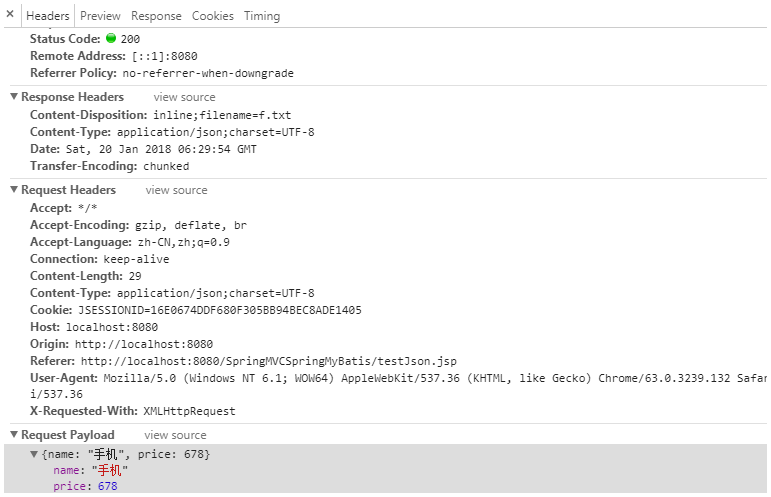 × Headers Preview Response Cookies Timing
Status Code: 200
Remote Address: [::1]:8080
Referrer Policy: no-referrer-when-downgrade
▼ Response Headers view source
Content-Disposition: inline;filename=f.txt
Content-Type: application/json;charset=UTF-8
Date: Sat, 20 Jan 2018 06:29:54 GMT
Transfer-Encoding: chunked
▼ Request Headers view source
Accept: */*
Accept-Encoding: gzip, deflate, br
Accept-Language: zh-CN,zh;q=0.9
Connection: keep-alive
Content-Length: 29
Content-Type: application/json;charset=UTF-8
Cookie: JSESSIONID=16E0674DDF680F305BB94BEC8ADE1405
Host: localhost:8080
Origin: http://localhost:8080
Referer: http://localhost:8080/SpringMVCSpringMyBatis/testJson.jsp
User-Agent: Mozilla/5.0 (Windows NT 6.1; WOW64) AppleWebKit/537.36 (KHTML, like Gecko) Chrome/63.0.3239.132 Safar
i/537.36
X-Requested-With: XMLHttpRequest
▼ Request Payload view source
▼ {name: "手机", price: 678}
name: "手机"
price: 678